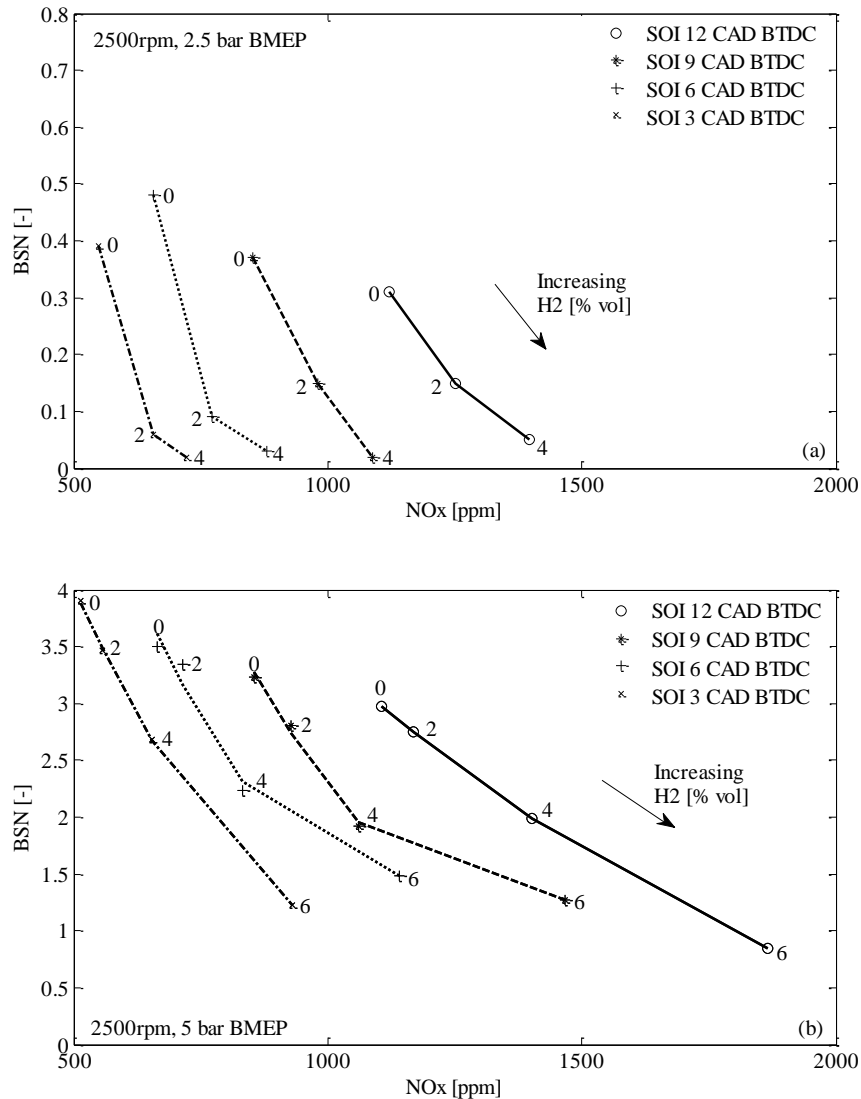 2500rpm, 2.5 bar BMEP
SOI 12 CAD BTDC
SOI 9 CAD BTDC
SOI 6 CAD BTDC
SOI 3 CAD BTDC
0.8
0.7
0.6
0.5
0.4
0.3
0.2
0.1
0
BSN [-]
0
2
4
0
2
4
0
2
4
0
2
4
Increasing
H2 [% vol]
(a)
500
1000
1500
2000
NOx [ppm]
4
3.5
3
2.5
2
1.5
1
0.5
0
BSN [-]
SOI 12 CAD BTDC
SOI 9 CAD BTDC
SOI 6 CAD BTDC
SOI 3 CAD BTDC
0
2
4
6
0
2
4
6
0
2
4
6
0
2
4
6
Increasing
H2 [% vol]
2500rpm, 5 bar BMEP
(b)
500
1000
1500
2000
NOx [ppm]